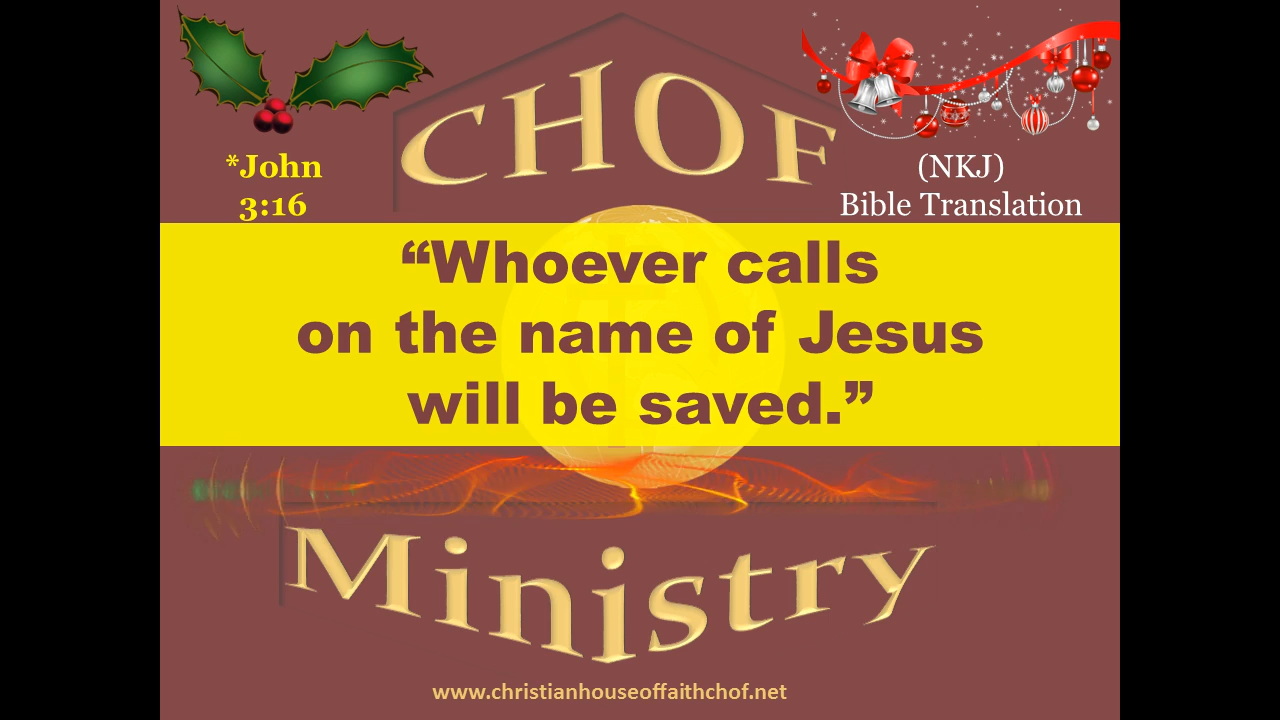 CHOF
*John
3:16
(NKJ)
Bible Translation
“Whoever calls
on the name of Jesus
will be saved.”
Ministry
www.christianhouseoffaithchof.net